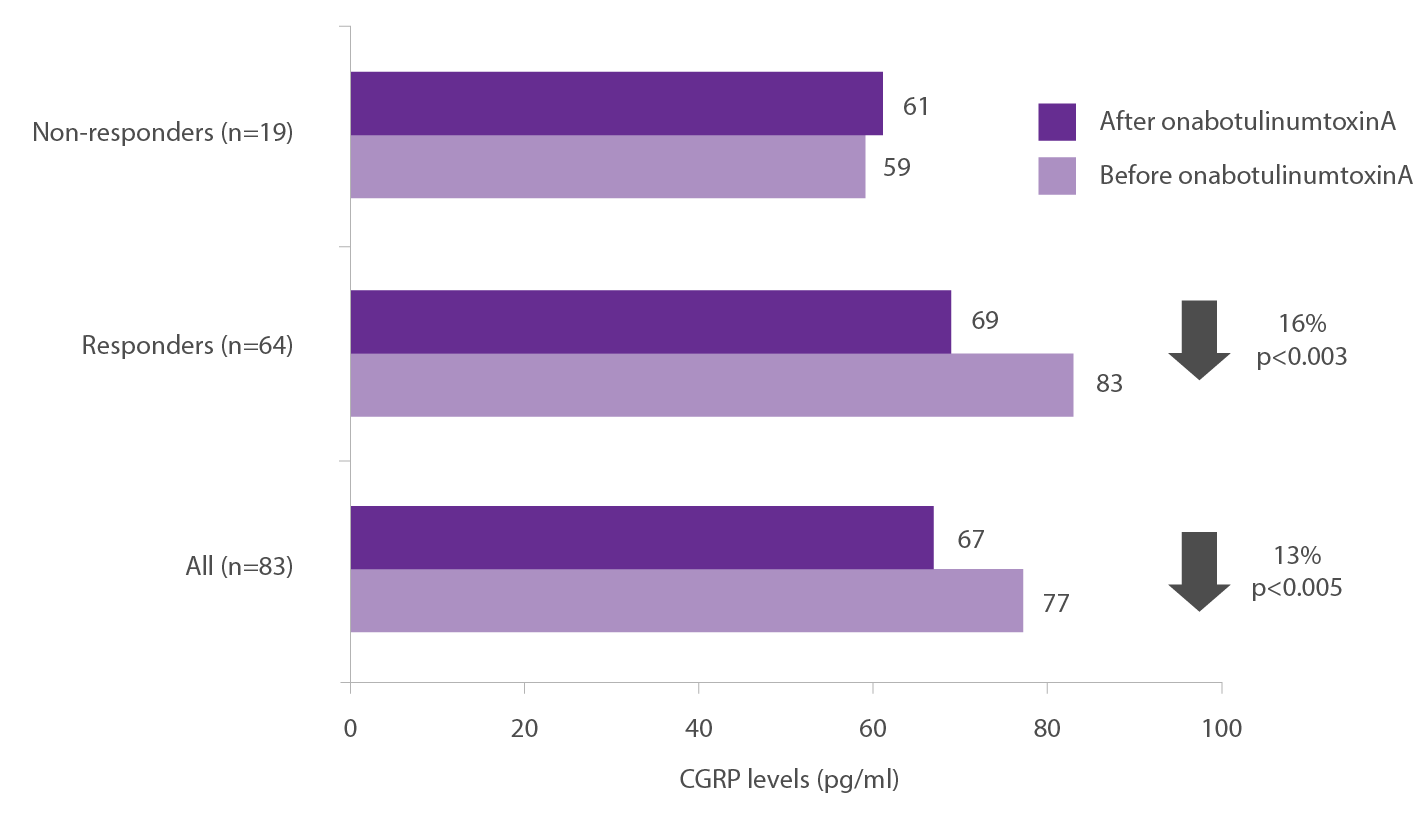 Non-responders (n=19)
61
59
After onabotulinumtoxinA
Before onabotulinumtoxinA
Responders (n=64)
69
83
16%
p<0.003
All (n=83)
67
77
13%
p<0.005
0 20 40 60 80 100
CGRP levels (pg/ml)